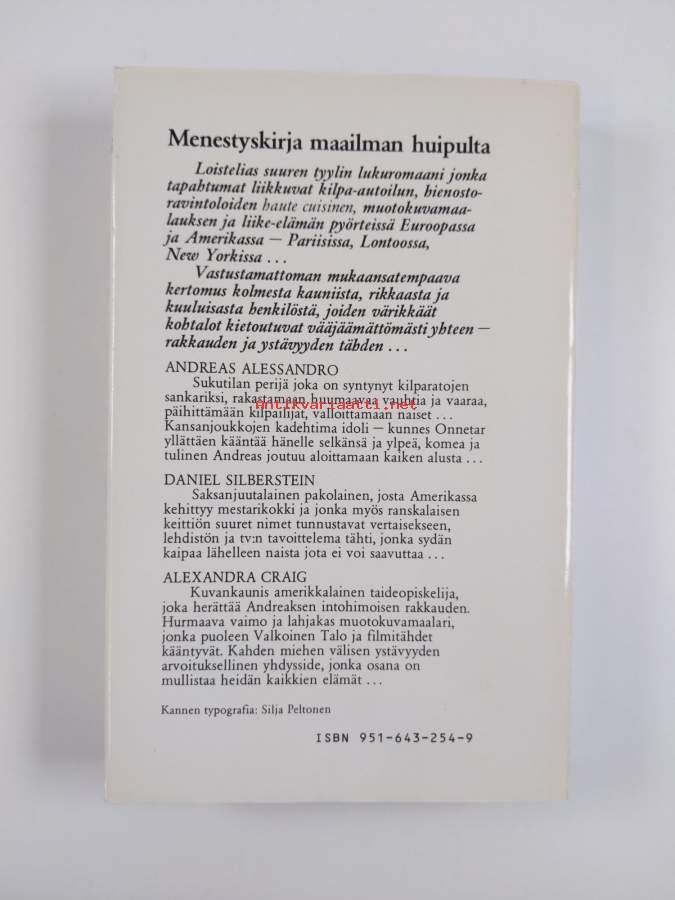 Menestyskirja maailman huipulta
Loistelias suuren tyylin lukuromaani jonka
tapahtumat liikkuvat kilpa-autoilun, hienosto-
ravintoloiden haute cuisinen, muotokuvamaa-
lauksen ja liike-elämän pyörteissä Euroopassa
ja Amerikassa — Pariisissa, Lontoossa,
New Yorkissa ...
Vastustamattoman mukaansatempaava
kertomus kolmesta kauniista, rikkaasta ja
kuuluisasta henkilöstä, joiden värikkäät
kohtalot kietoutuvat vääjäämättömästi yhteen —
rakkauden ja ystävyyden tähden ...
ANDREAS ALESSANDRO
Sukutilan perijä joka on syntynyt kilparatojen
sankariksi, rakastamaan huumaavaa vauhtia ja vaaraa,
antikvariaatti.net
päihittämään kilpailijat, valloittamaan naiset ...
Kansanjoukkojen kadehtima idoli — kunnes Onnetar
yllättäen kääntää hänelle selkänsä ja ylpeä, komea ja
tulinen Andreas joutuu aloittamaan kaiken alusta ...
DANIEL SILBERSTEIN
Saksanjuutalainen pakolainen, josta Amerikassa
kehittyy mestarikokki ja jonka myös ranskalaisen
keittiön suuret nimet tunnustavat vertaisekseen,
lehdistön ja tv:n tavoittelema tähti, jonka sydän
kaipaa lähelleen naista jota ei voi saavuttaa ...
ALEXANDRA CRAIG
Kuvankaunis amerikkalainen taideopiskelija,
joka herättää Andreaksen intohimoisen rakkauden.
Hurmaava vaimo ja lahjakas muotokuvamaalari,
jonka puoleen Valkoinen Talo ja filmitähdet
kääntyvät. Kahden miehen välisen ystävyyden
arvoituksellinen yhdysside, jonka osana on
mullistaa heidän kaikkien elämät ...
Kannen typografia: Silja Peltonen
ISBN 951-643-254-9